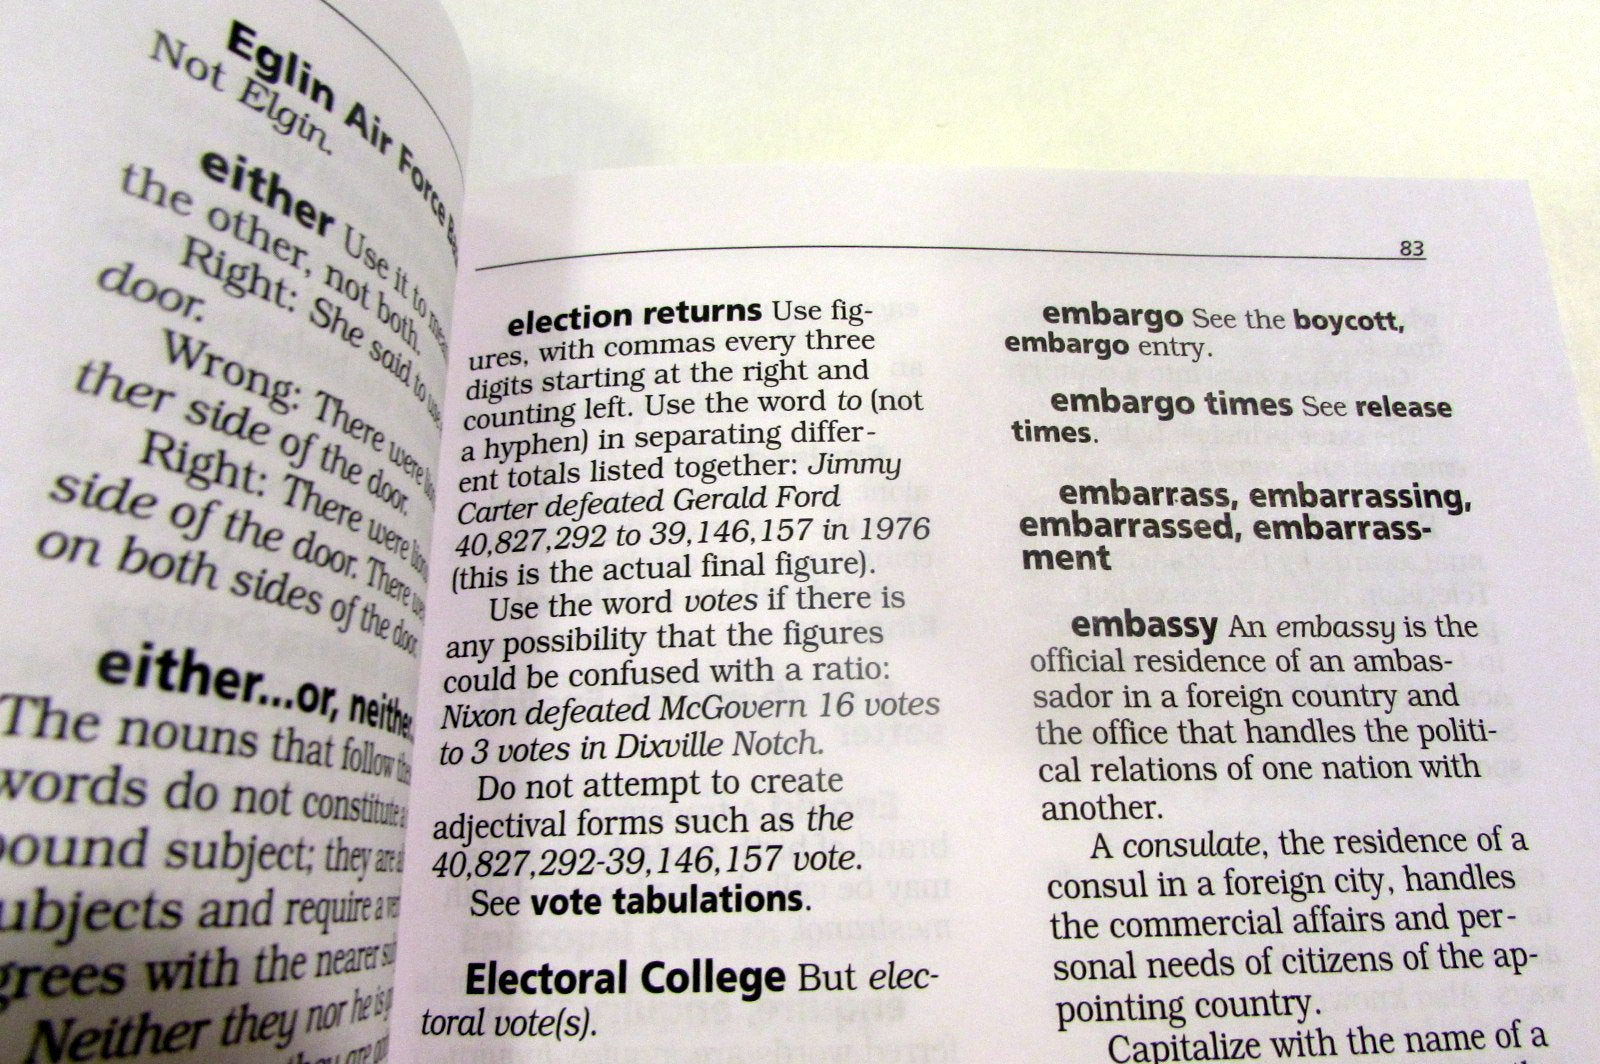 Eglin Air Force
Not Elgin.
either Use it to
the other, not both.
Right: She said to
door.
Wrong: There were
ther side of the door.
Right: There were
side of the door. There
on both sides of the door.
either...or,
The nouns that follow
words do not constitute
subject; they are
and require a
with the nearer
Neither they nor he is
83
election returns Use fig-
ures, with commas every three
digits starting at the right and
counting left. Use the word to (not
a hyphen) in separating differ-
ent totals listed together: Jimmy
Carter defeated Gerald Ford
40,827,292 to 39,146,157 in 1976
(this is the actual final figure).
Use the word votes if there is
any possibility that the figures
could be confused with a ratio:
Nixon defeated McGovern 16 votes
to 3 votes in Dixville Notch.
Do not attempt to create
adjectival forms such as the
40,827,292-39,146,157 vote.
See vote tabulations.
Electoral College But elec-
toral vote(s).
embargo See the boycott,
embargo entry.
embargo times See release
times.
embarrass, embarrassing,
embarrassed, embarrass-
ment
embassy An embassy is the
official residence of an ambas-
sador in a foreign country and
the office that handles the politi-
cal relations of one nation with
another.
A consulate, the residence of a
consul in a foreign city, handles
the commercial affairs and per-
sonal needs of citizens of the ap-
pointing country.
Capitalize with the name of a